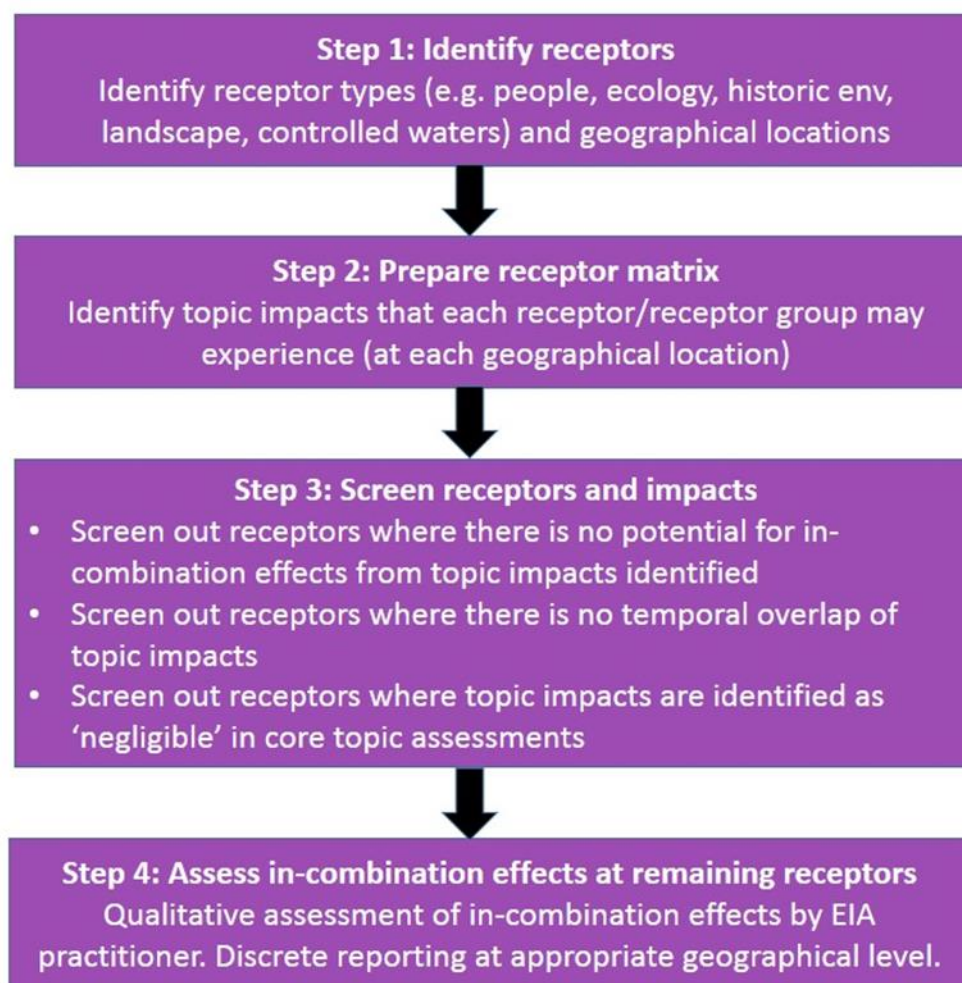 Step 1: Identify receptors
Identify receptor types (e.g. people, ecology, historic env,
landscape, controlled waters) and geographical locations
Step 2: Prepare receptor matrix
Identify topic impacts that each receptor/receptor group may
experience (at each geographical location)
Step 3: Screen receptors and impacts
• Screen out receptors where there is no potential for in-
combination effects from topic impacts identified
• Screen out receptors where there is no temporal overlap of
topic impacts
• Screen out receptors where topic impacts are identified as
‘negligible’ in core topic assessments
Step 4: Assess in-combination effects at remaining receptors
Qualitative assessment of in-combination effects by EIA
practitioner. Discrete reporting at appropriate geographical level.